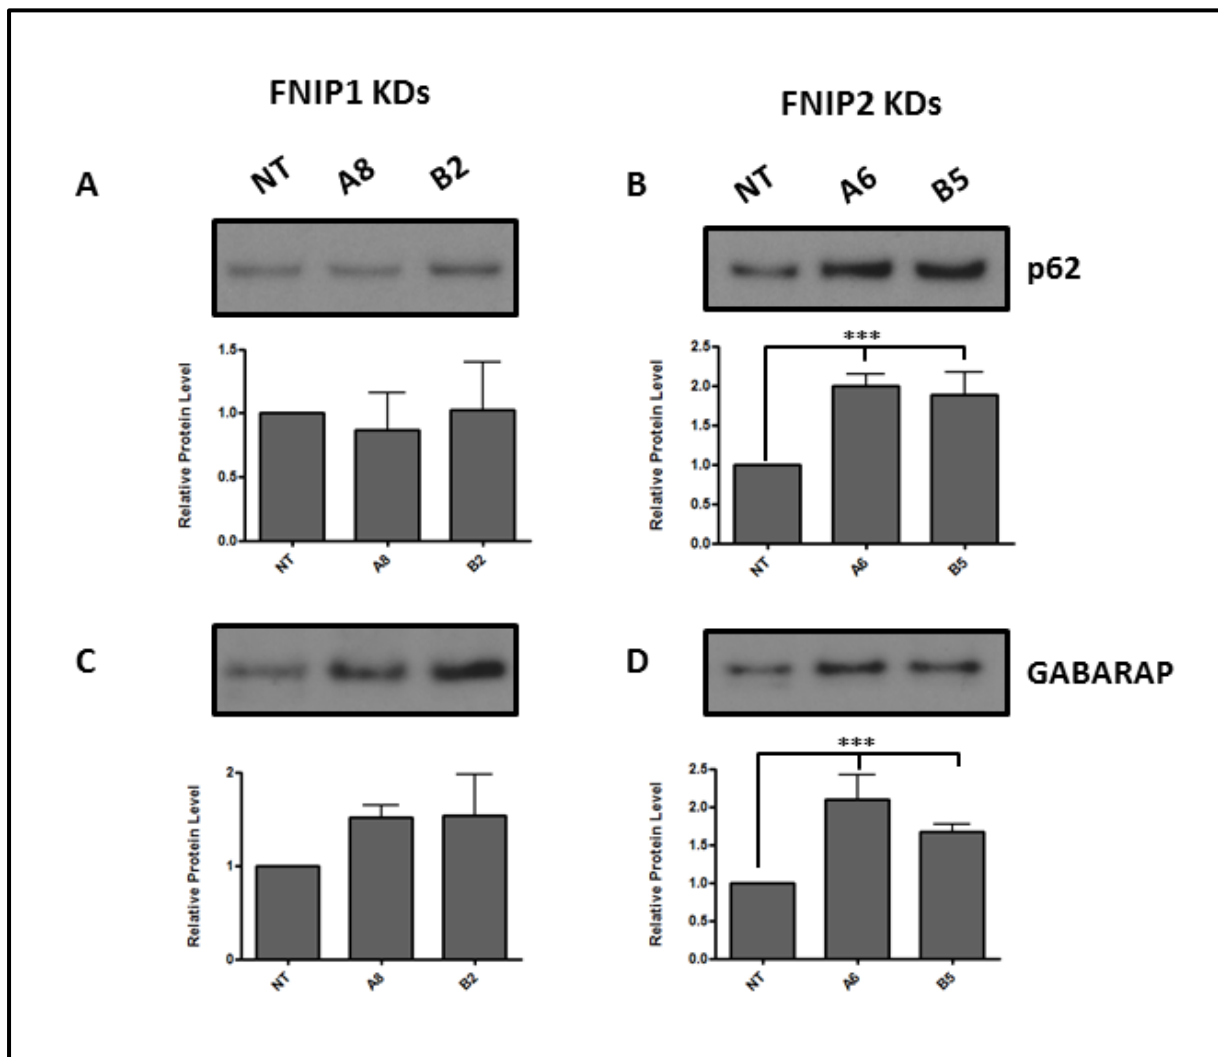 FNIP1 KDs
FNIP2 KDs
A
NT A8 B2
B
NT A6 B5
p62
Relative Protein Level
1.5
1.0
0.5
0.0
NT A8 B2
***
Relative Protein Level
2.5
2.0
1.5
1.0
0.5
0.0
NT A6 B5
C
D
GABARAP
Relative Protein Level
2
1
0
NT A8 B2
***
Relative Protein Level
2.5
2.0
1.5
1.0
0.5
0.0
NT A6 B5